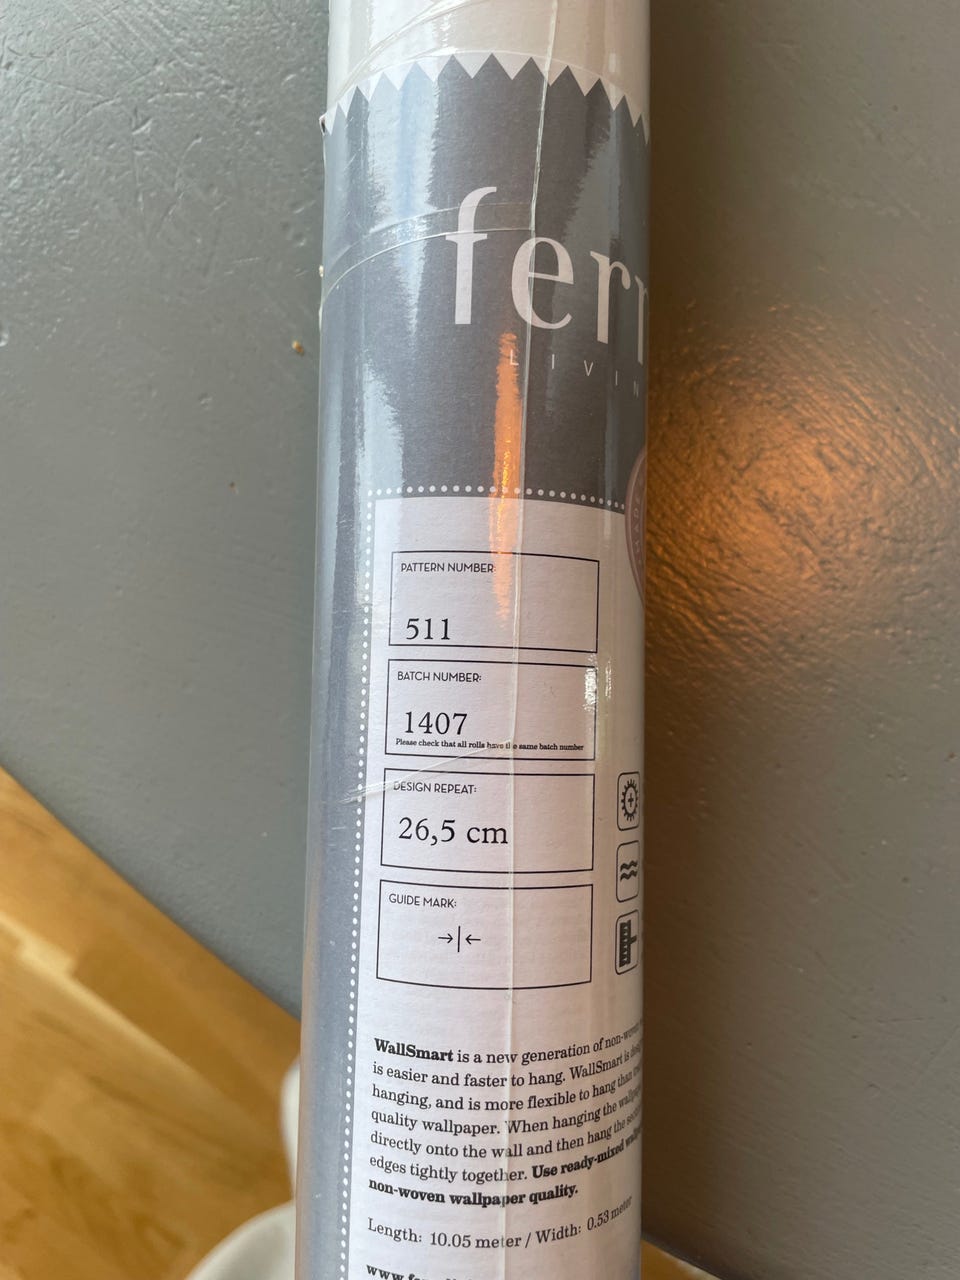 ferm
LIVIN
MADE
PATTERN NUMBER:
511
BATCH NUMBER:
1407
Please check that all rolls have the same batch number
DESIGN REPEAT:
26,5 cm
GUIDE MARK:
→|←
WallSmart is a new generation of non-woven
is easier and faster to hang. WallSmart is
hanging, and is more flexible to hang than
quality wallpaper. When hanging the
directly onto the wall and then hang the
edges tightly together. Use ready-mixed
non-woven wallpaper quality.
Length: 10.05 meter / Width: 0.53 meter